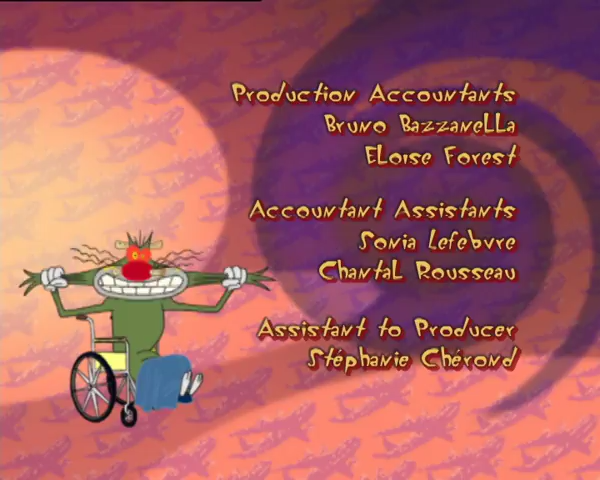 Production Accountants
Bruno Bazzanella
Eloise Forest
Accountant Assistants
Sonia Lefebvre
Chantal Rousseau
Assistant to Producer
Stéphanie Chérond